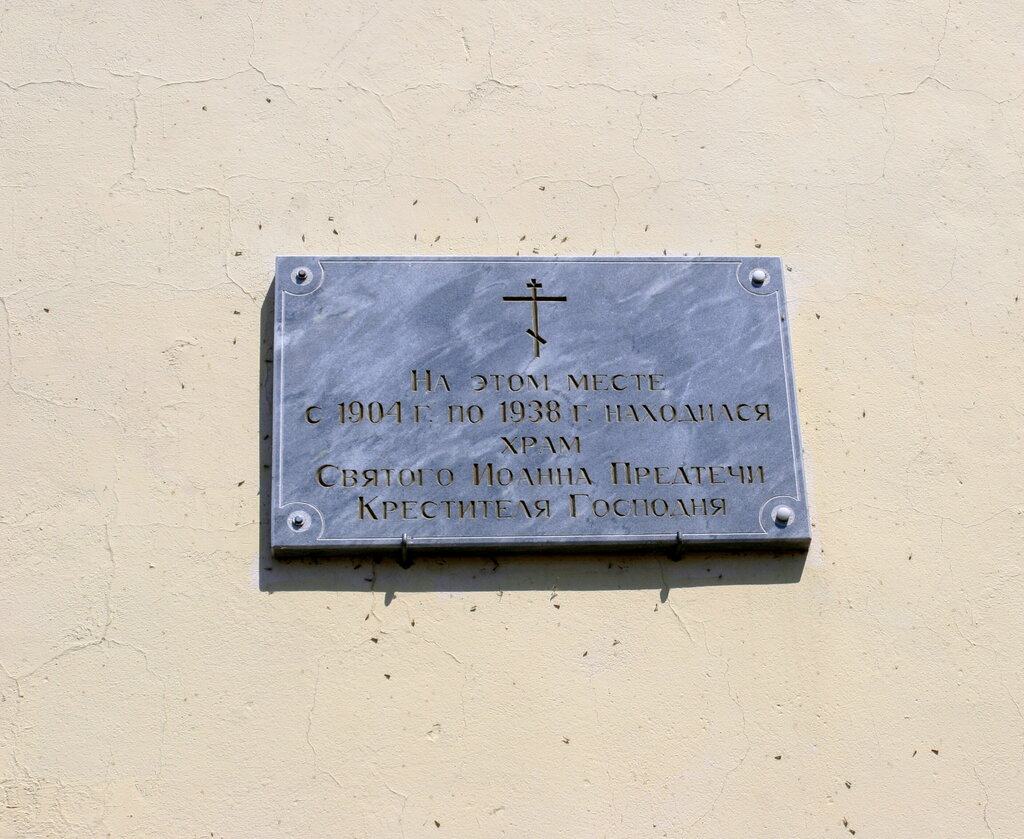 На этом месте
с 1904 г. по 1938 г. находился
храм
Святого Иоанна Предтечи
Крестителя Господня